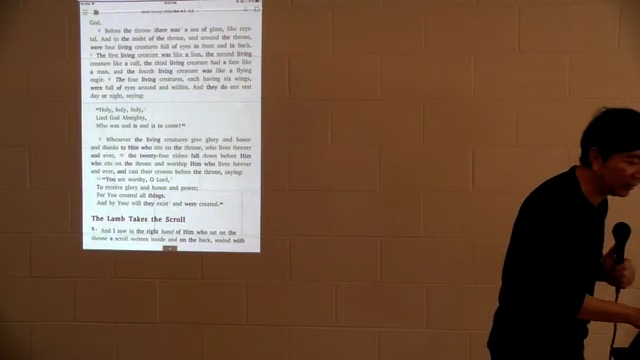 God.
6 Before the throne there was a sea of glass, like crys-
tal. And in the midst of the throne, and around the throne,
were four living creatures full of eyes in front and in back.
7 The first living creature was like a lion, the second living
creature like a calf, the third living creature had a face like
a man, and the fourth living creature was like a flying
eagle. 8 The four living creatures, each having six wings,
were full of eyes around and within. And they do not rest
day or night, saying:
"Holy, holy, holy,
Lord God Almighty,
Who was and is and is to come!"
9 Whenever the living creatures give glory and honor
and thanks to Him who sits on the throne, who lives forever
and ever, 10 the twenty-four elders fall down before Him
who sits on the throne and worship Him who lives forever
and ever, and cast their crowns before the throne, saying:
11 "You are worthy, O Lord,
To receive glory and honor and power;
For You created all things,
And by Your will they exist and were created."
The Lamb Takes the Scroll
5. And I saw in the right hand of Him who sat on the
throne a scroll written inside and on the back, sealed with